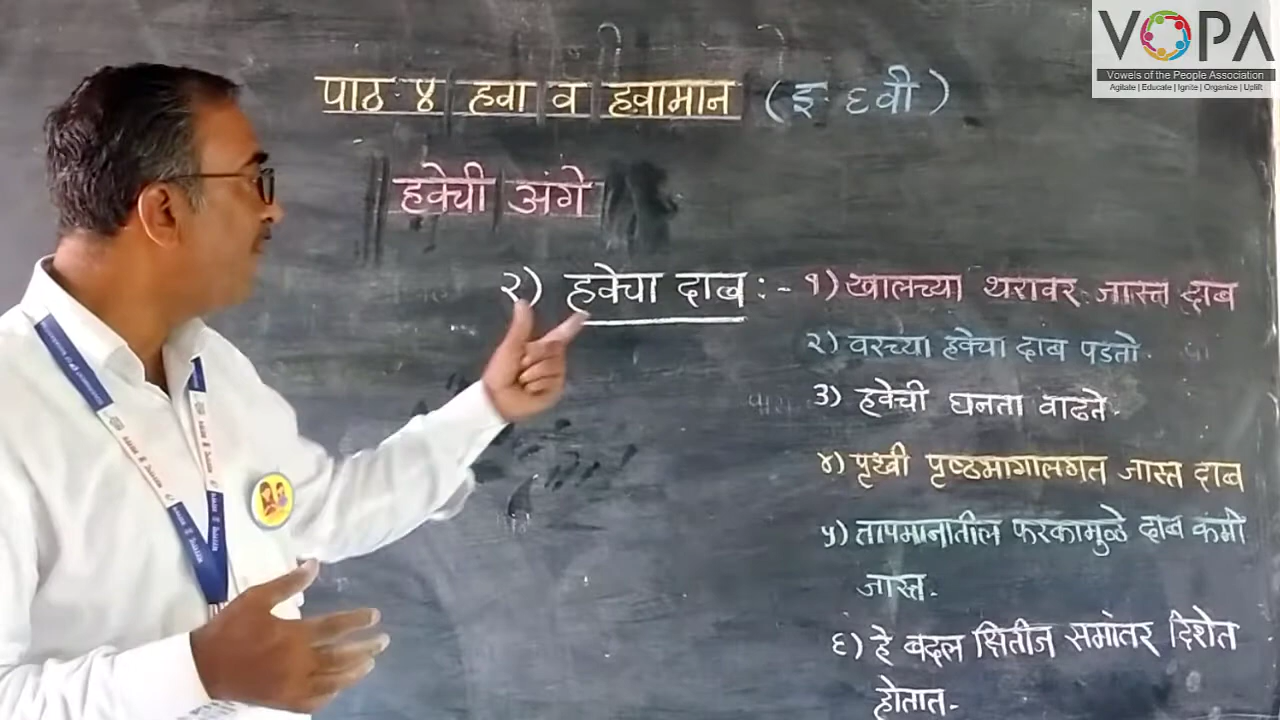 VOPA
Vowels of the People Association
Agitate | Educate | Ignite | Organize | Uplift
पाठ ४ हवा व हवामान (इ. ६वी)
हवेची अंगे
२) हवेचा दाब :- १) खालच्या थरावर जास्त दाब
२) वरच्या हवेचा दाब पडतो.
३) हवेची घनता वाढते.
४) पृथ्वी पृष्ठभागालगत जास्त दाब
५) तापमानातील फरकामुळे दाब कमी
जास्त.
६) हे बदल क्षितीज समांतर दिशेत
होतात.